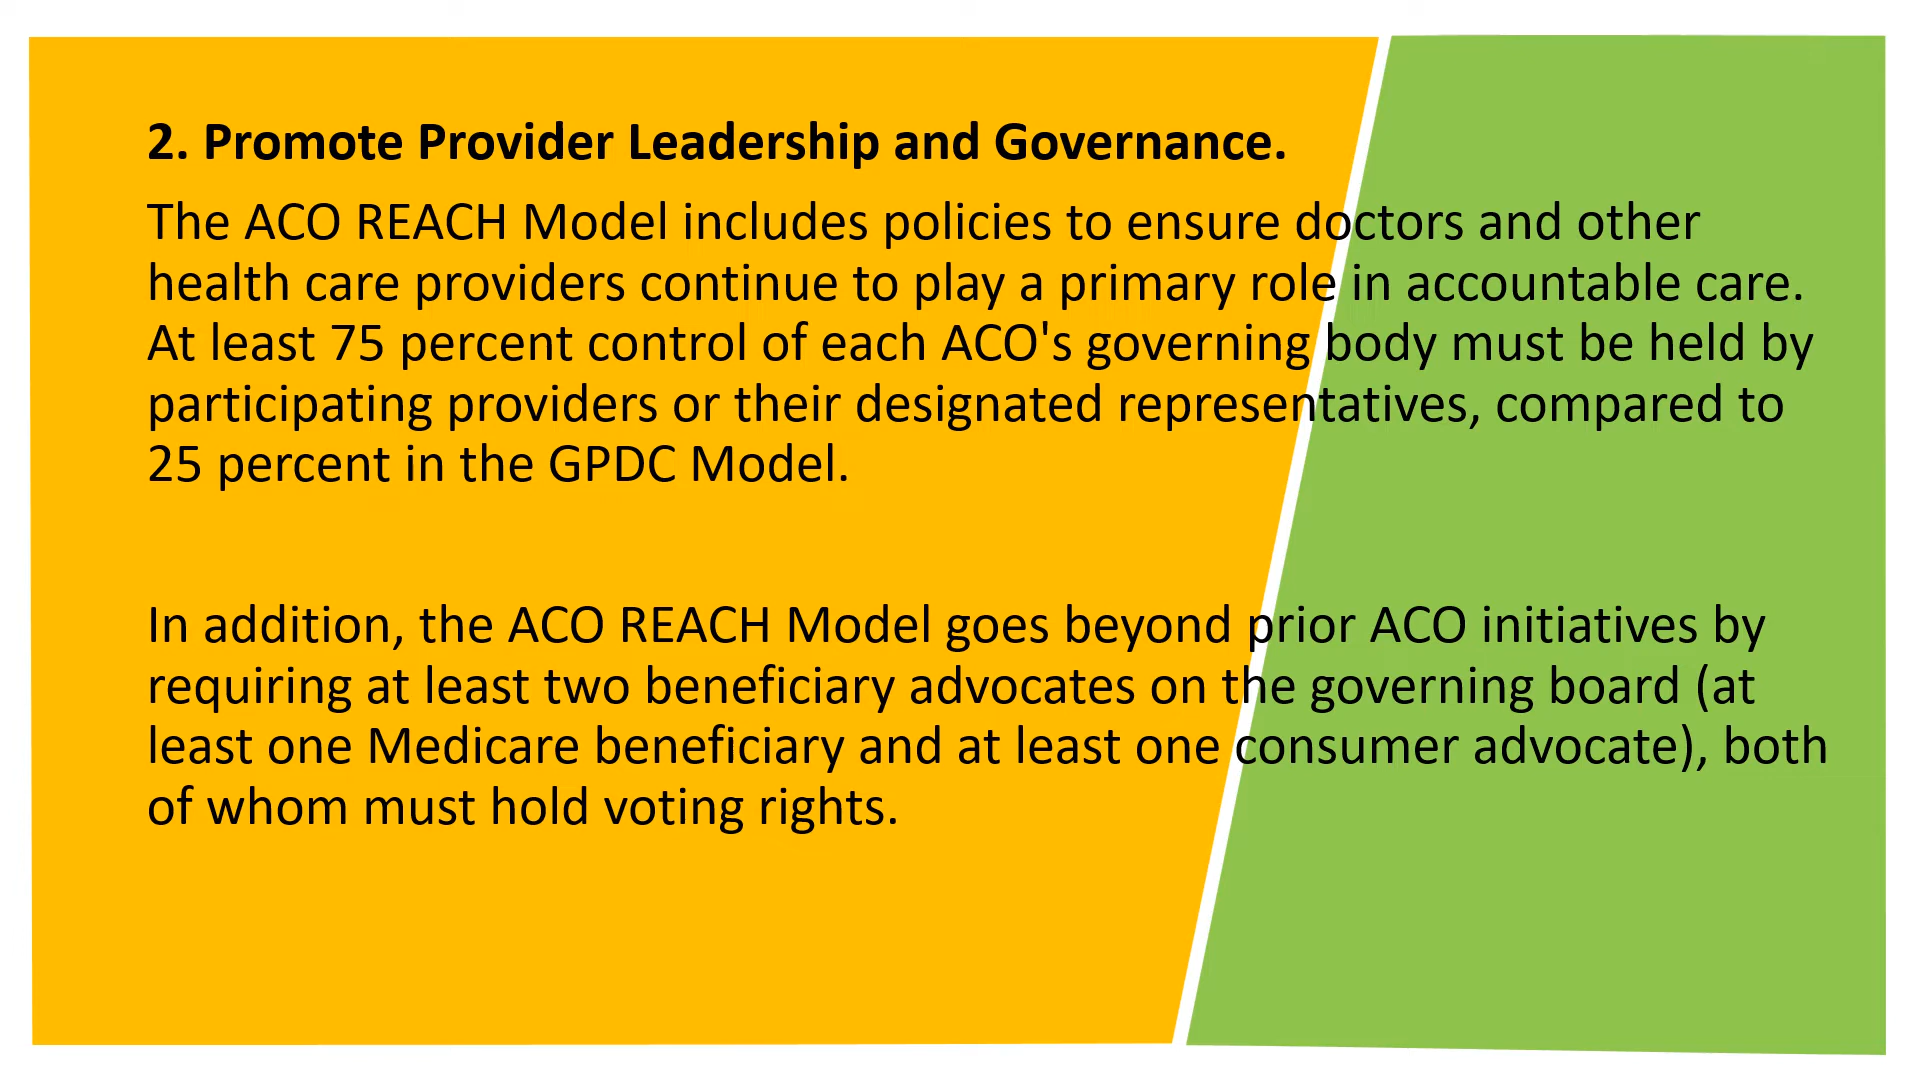 2. Promote Provider Leadership and Governance.
The ACO REACH Model includes policies to ensure doctors and other
health care providers continue to play a primary role in accountable care.
At least 75 percent control of each ACO's governing body must be held by
participating providers or their designated representatives, compared to
25 percent in the GPDC Model.
In addition, the ACO REACH Model goes beyond prior ACO initiatives by
requiring at least two beneficiary advocates on the governing board (at
least one Medicare beneficiary and at least one consumer advocate), both
of whom must hold voting rights.